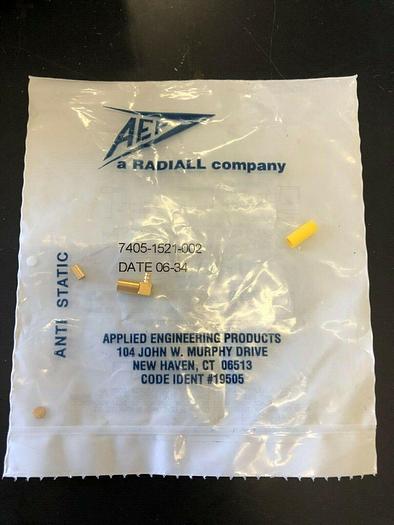 AEP
a RADIALL company
7405-1521-002
DATE 06-34
ANTI STATIC
APPLIED ENGINEERING PRODUCTS
104 JOHN W. MURPHY DRIVE
NEW HAVEN, CT 06513
CODE IDENT #19505